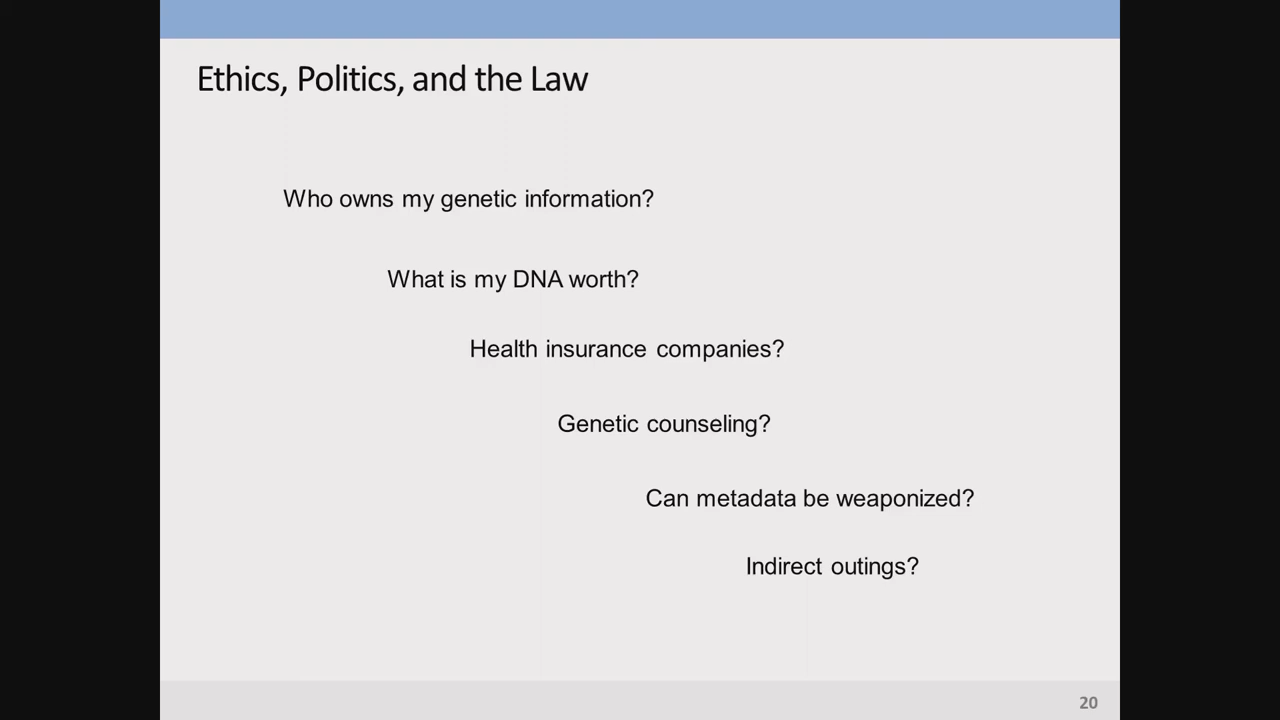 Ethics, Politics, and the Law
Who owns my genetic information?
What is my DNA worth?
Health insurance companies?
Genetic counseling?
Can metadata be weaponized?
Indirect outings?
20